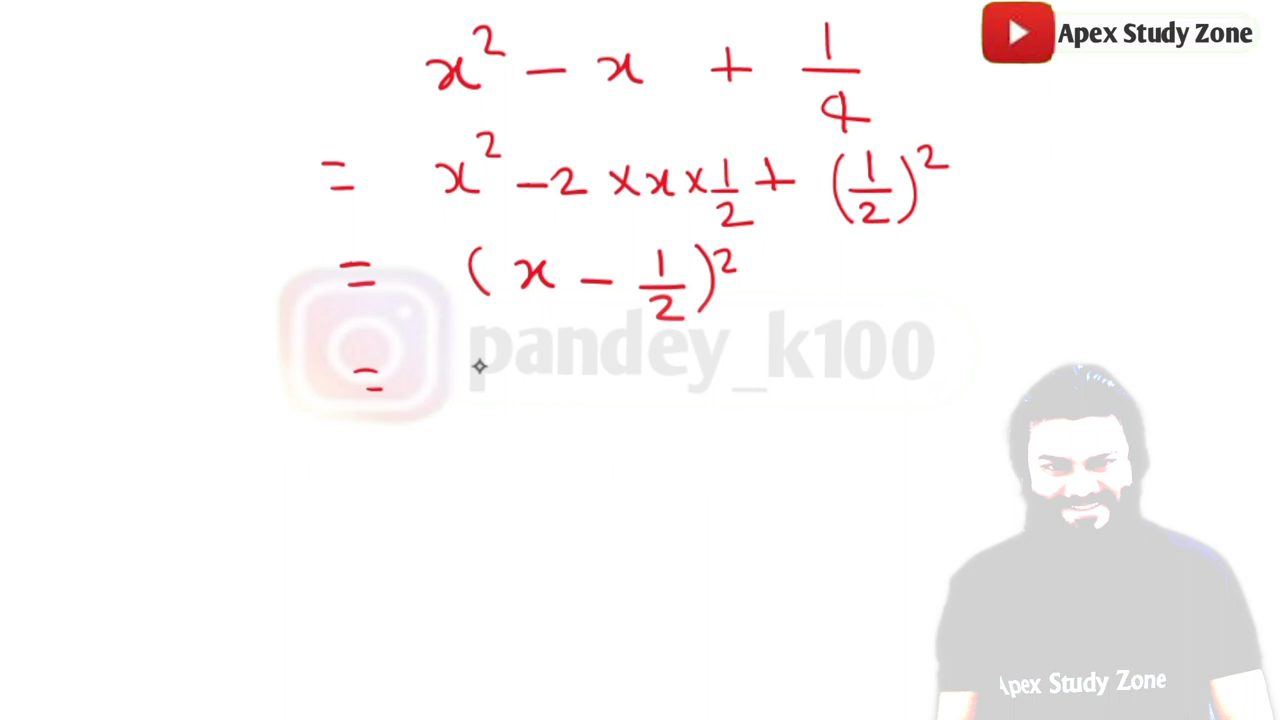 Apex Study Zone
x² - x + 1/4
= x² - 2 × x × 1/2 + (1/2)²
= (x - 1/2)²
pandey_k100
=
Apex Study Zone